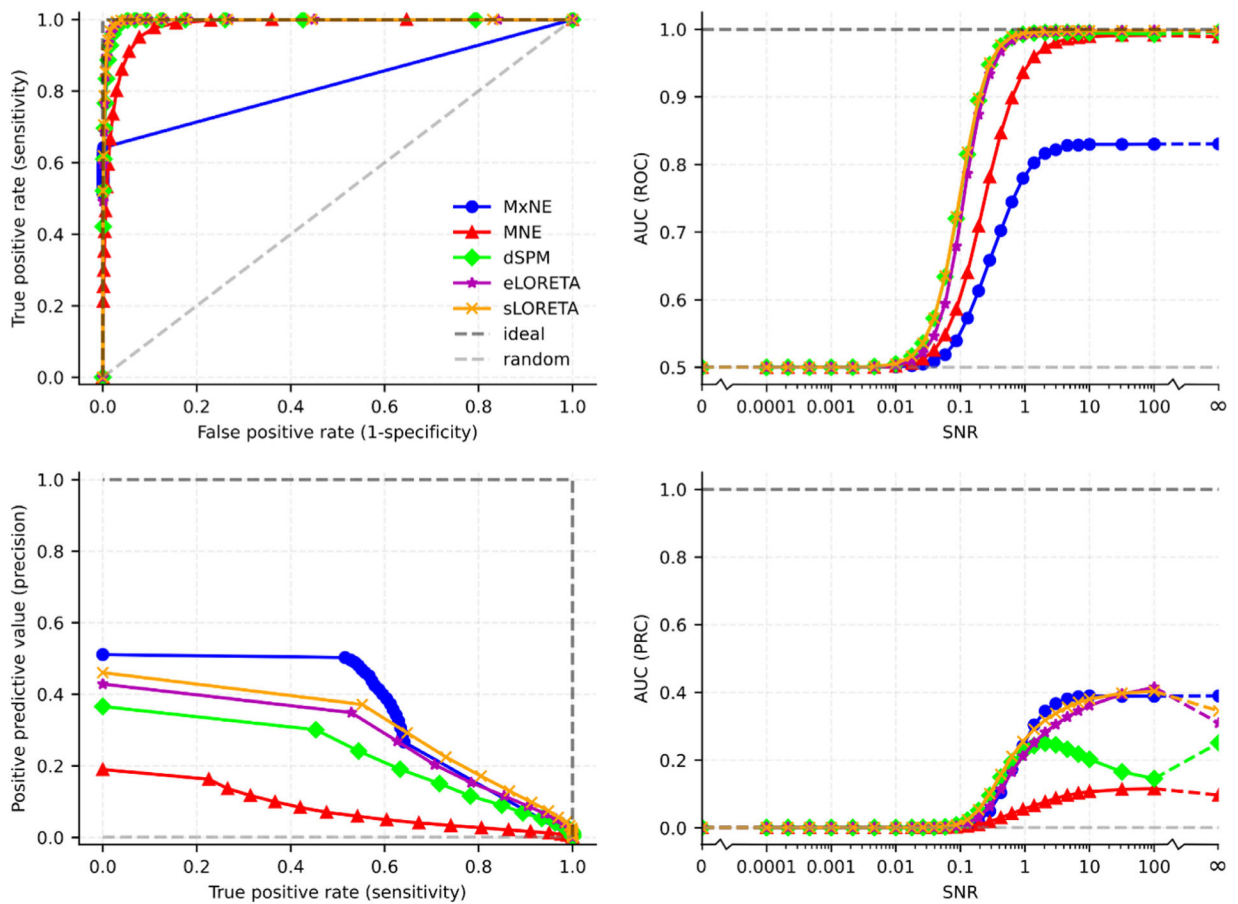 True positive rate (sensitivity)
1.0
0.8
0.6
0.4
0.2
0.0
MxNE
MNE
dSPM
eLORETA
sLORETA
ideal
random
0.0 0.2 0.4 0.6 0.8 1.0
False positive rate (1-specificity)
AUC (ROC)
1.0
0.9
0.8
0.7
0.6
0.5
0 0.0001 0.001 0.01 0.1 1 10 100 ∞
SNR
Positive predictive value (precision)
1.0
0.8
0.6
0.4
0.2
0.0
0.0 0.2 0.4 0.6 0.8 1.0
True positive rate (sensitivity)
AUC (PRC)
1.0
0.8
0.6
0.4
0.2
0.0
0 0.0001 0.001 0.01 0.1 1 10 100 ∞
SNR